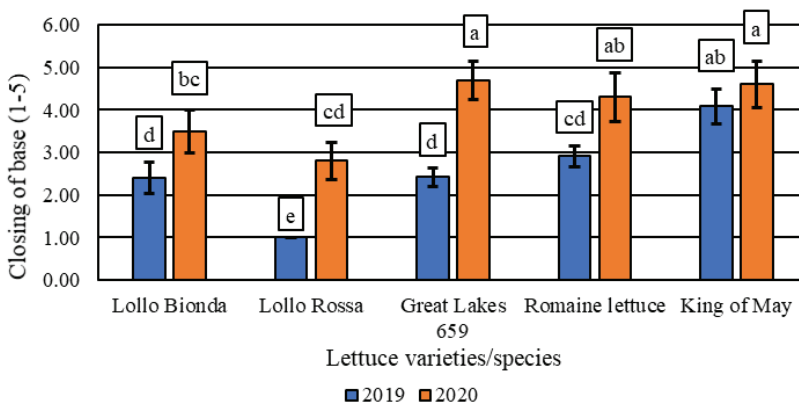 6.00
5.00
4.00
3.00
2.00
1.00
0.00
Closing of base (1-5)
d
bc
e
cd
d
a
cd
ab
ab
a
Lollo Bionda
Lollo Rossa
Great Lakes
659
Romaine lettuce
King of May
Lettuce varieties/species
2019
2020